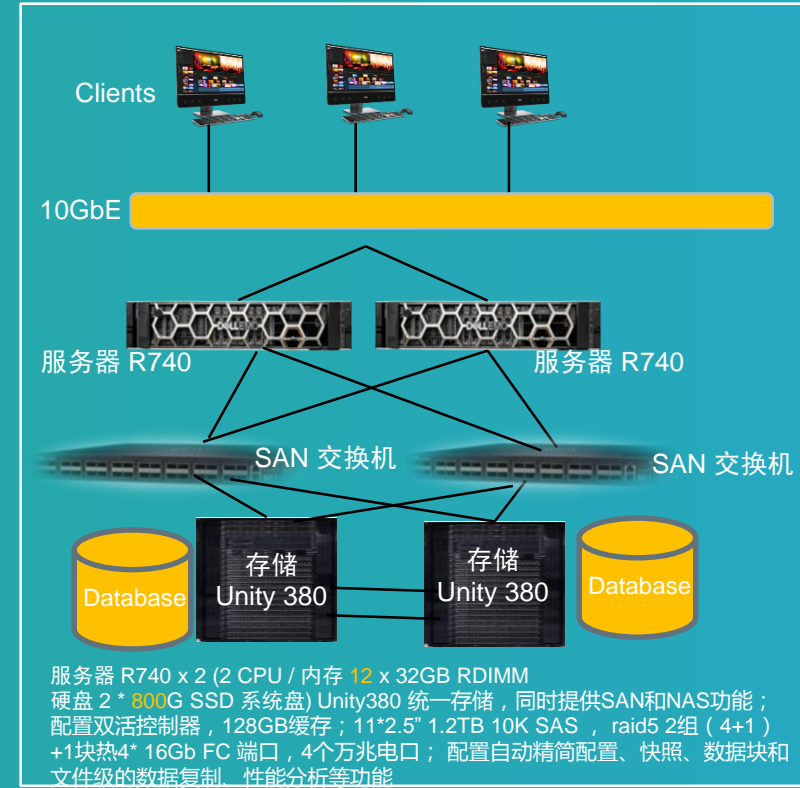 Clients
10GbE
DELLEMC
DELLEMC
服务器 R740
服务器 R740
SAN 交换机
SAN 交换机
存储
Unity 380
存储
Unity 380
Database
Database
服务器 R740 x 2 (2 CPU / 内存 12 x 32GB RDIMM
硬盘 2 * 800G SSD 系统盘) Unity380 统一存储，同时提供SAN和NAS功能；
配置双活控制器，128GB缓存；11*2.5” 1.2TB 10K SAS ， raid5 2组（4+1）
+1块热4* 16Gb FC 端口，4个万兆电口； 配置自动精简配置、快照、数据块和
文件级的数据复制、性能分析等功能